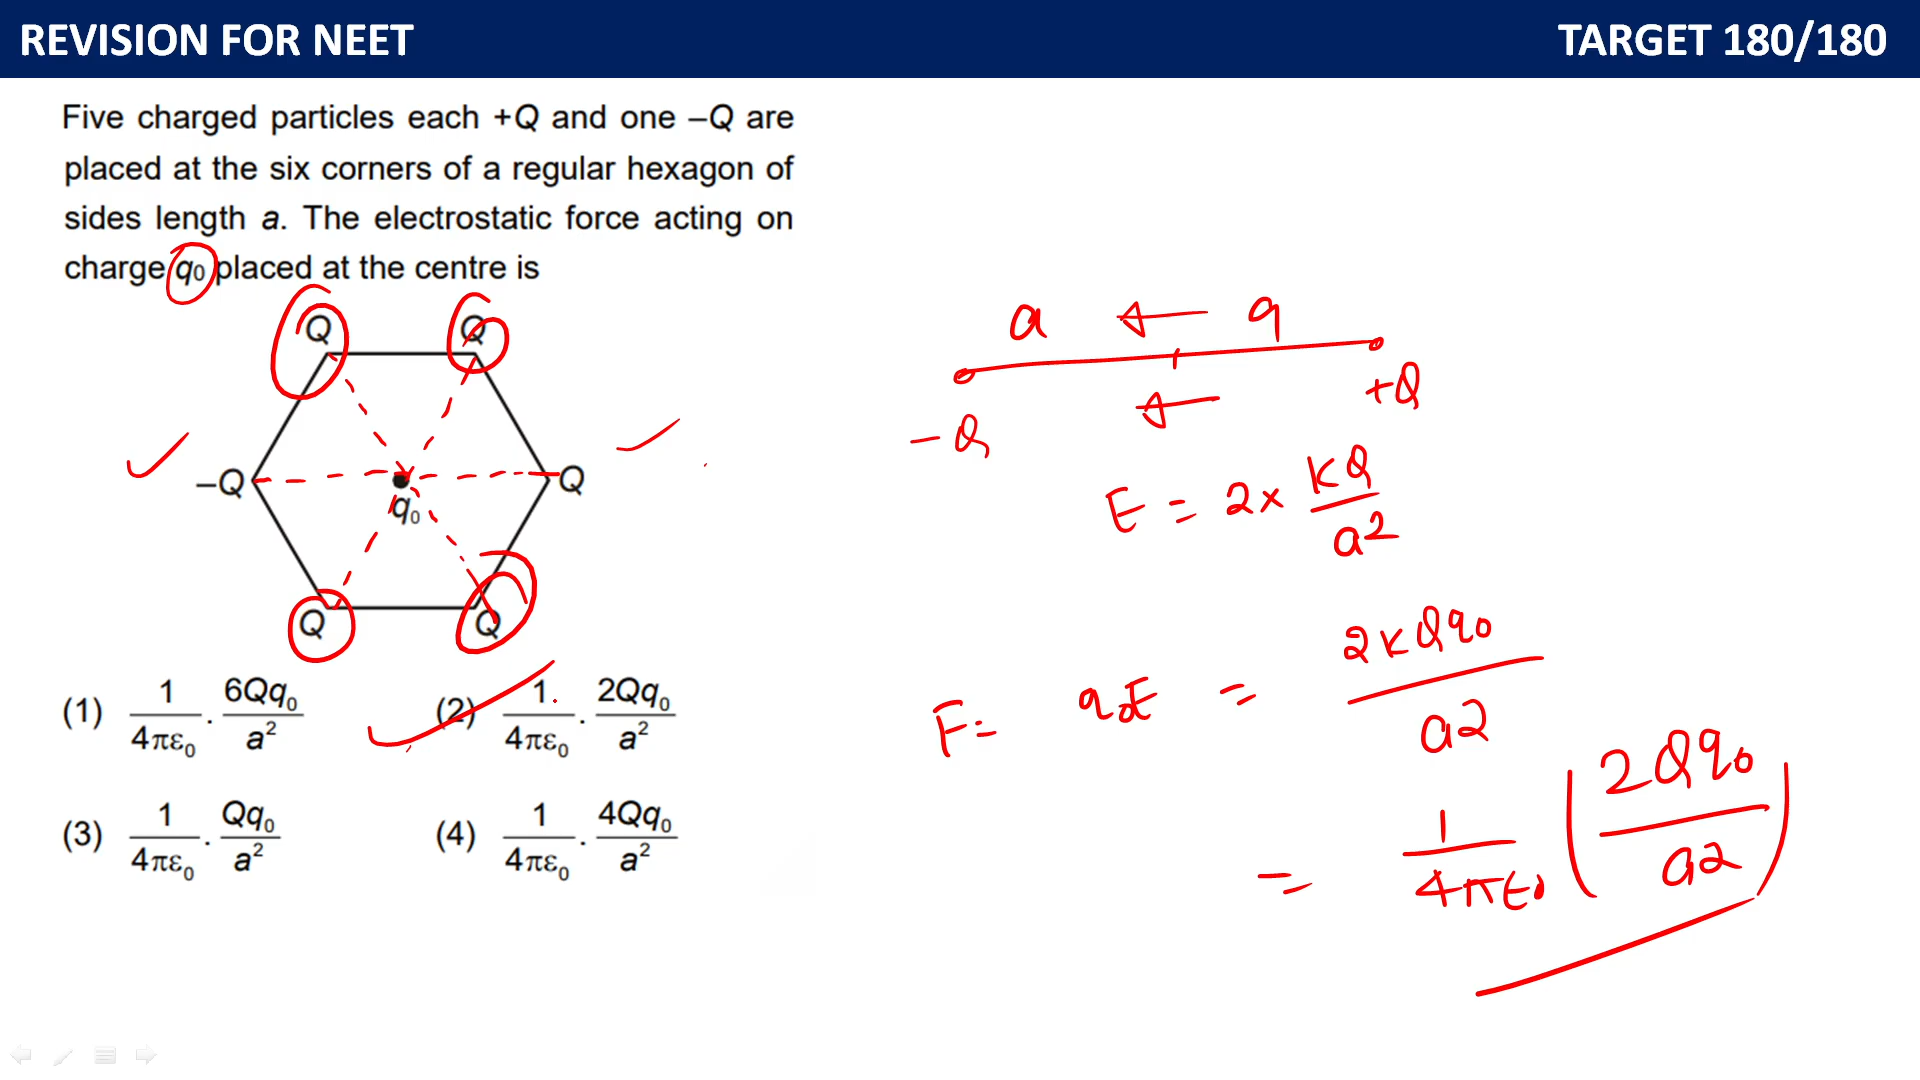 REVISION FOR NEET
TARGET 180/180
Five charged particles each +Q and one –Q are
placed at the six corners of a regular hexagon of
sides length a. The electrostatic force acting on
charge q₀ placed at the centre is
Q Q
–Q Q
q₀
Q Q
(1) 1/4πε₀ . 6Qq₀/a²
(2) 1/4πε₀ . 2Qq₀/a²
(3) 1/4πε₀ . Qq₀/a²
(4) 1/4πε₀ . 4Qq₀/a²
a a
–Q +Q
E = 2 × KQ/a²
F = q₀E = 2KQq₀/a²
= 1/4πε₀ (2Qq₀/a²)